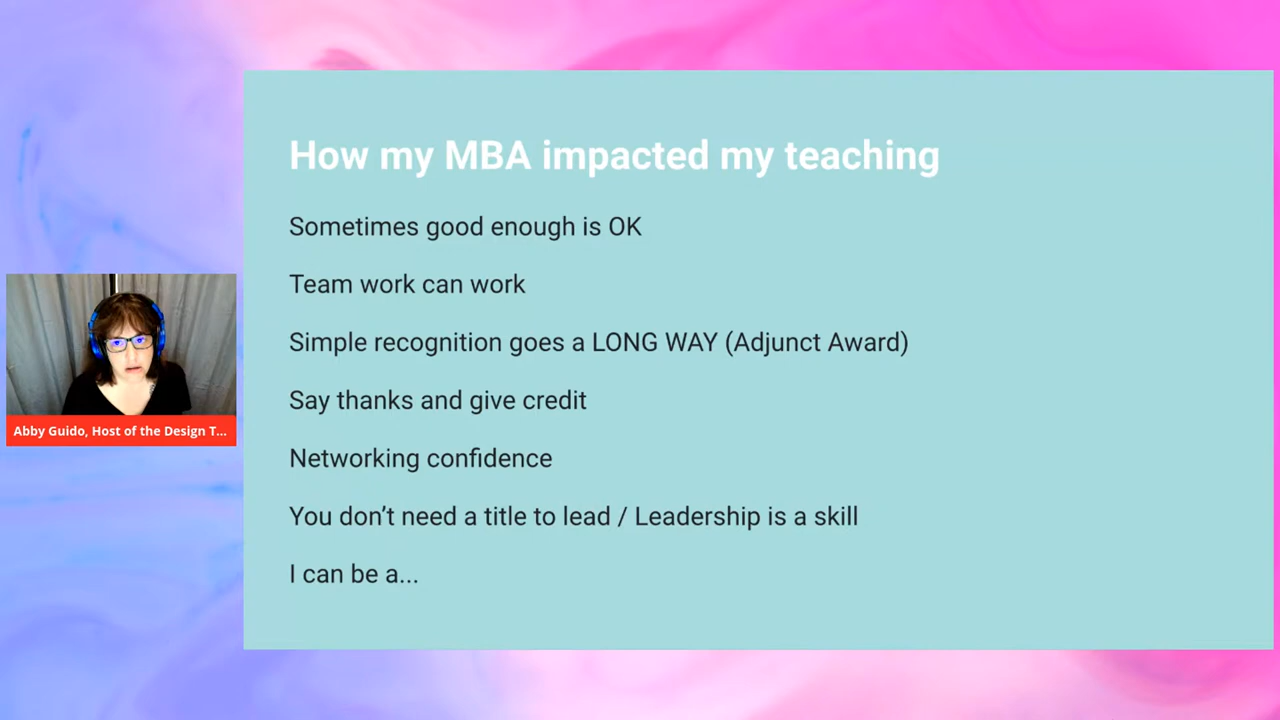 How my MBA impacted my teaching
Sometimes good enough is OK
Team work can work
Simple recognition goes a LONG WAY (Adjunct Award)
Say thanks and give credit
Networking confidence
You don’t need a title to lead / Leadership is a skill
I can be a...
Abby Guido, Host of the Design T...